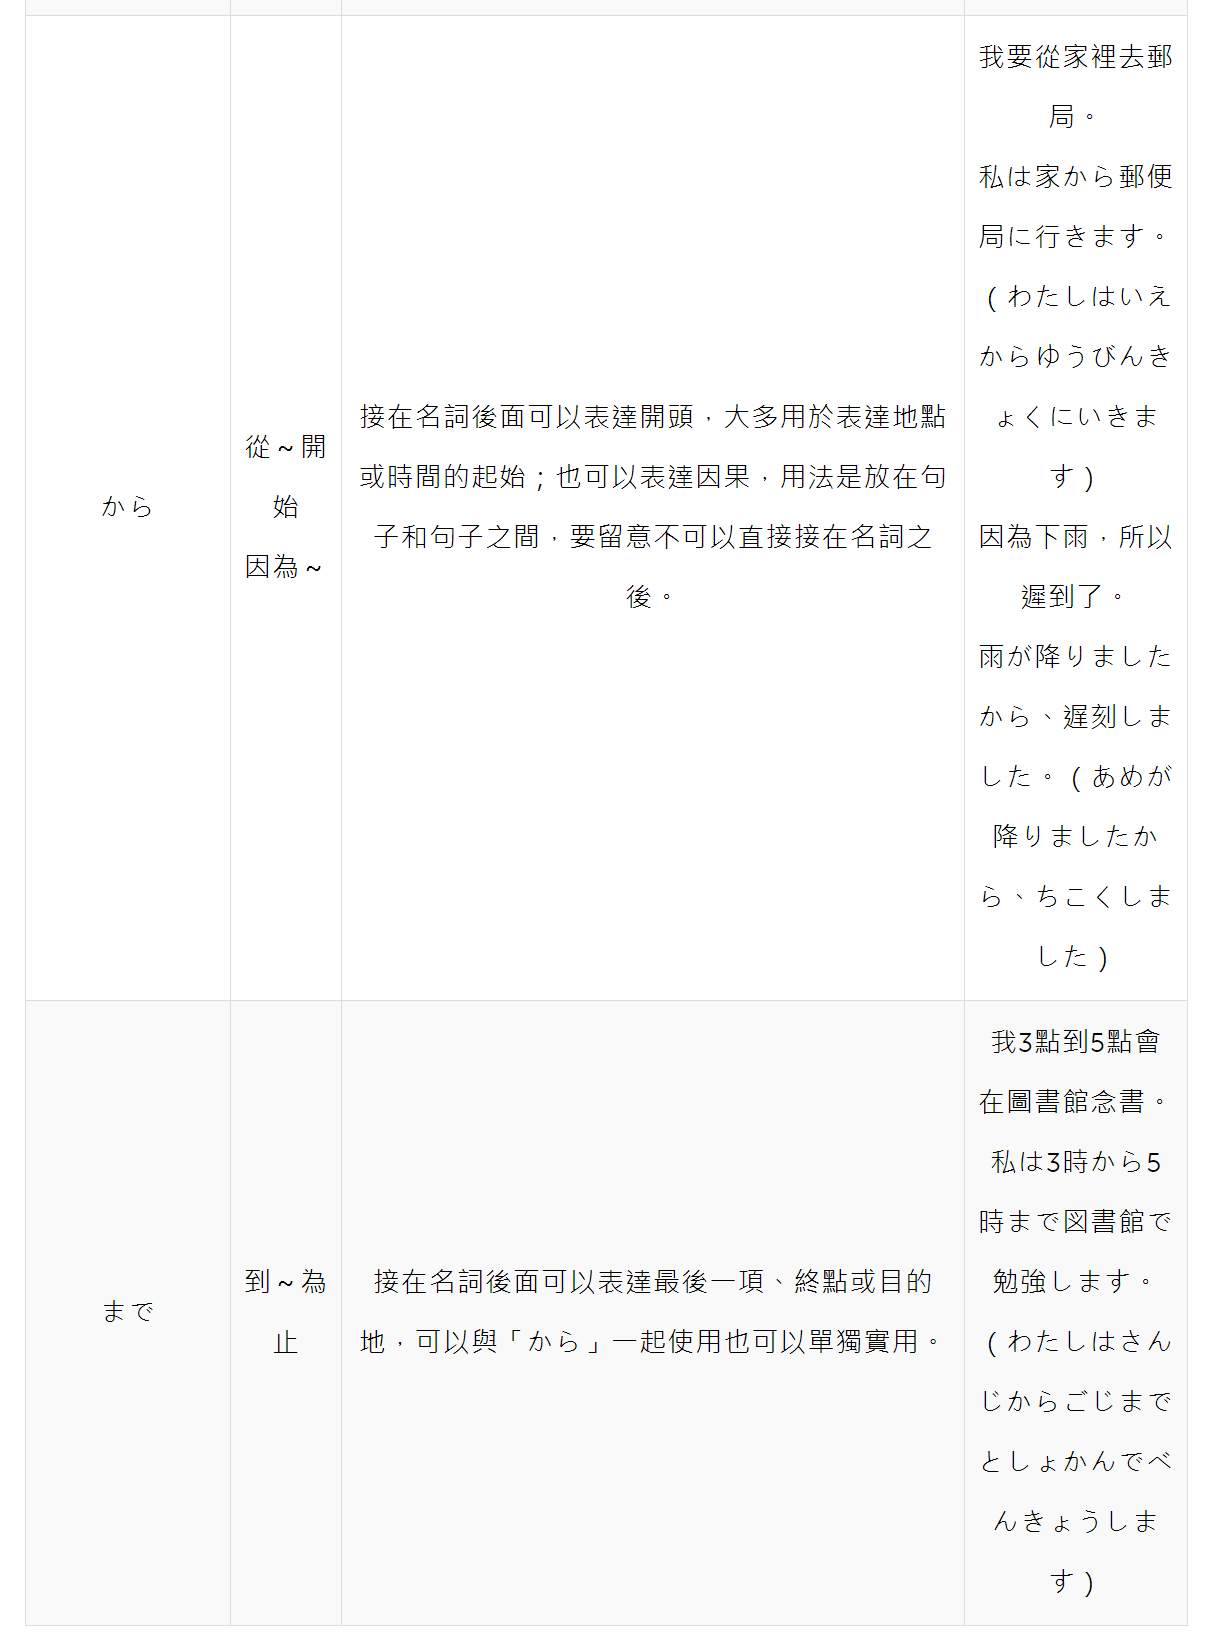 から
從～開
始
因為～
接在名詞後面可以表達開頭，大多用於表達地點
或時間的起始；也可以表達因果，用法是放在句
子和句子之間，要留意不可以直接接在名詞之
後。
我要從家裡去郵
局。
私は家から郵便
局に行きます。
（わたしはいえ
からゆうびんき
ょくにいきま
す）
因為下雨，所以
遲到了。
雨が降りました
から、遅刻しま
した。（あめが
降りましたか
ら、ちこくしま
した）
まで
到～為
止
接在名詞後面可以表達最後一項、終點或目的
地，可以與「から」一起使用也可以單獨實用。
我3點到5點會
在圖書館念書。
私は3時から5
時まで図書館で
勉強します。
（わたしはさん
じからごじまで
としょかんでべ
んきょうしま
す）